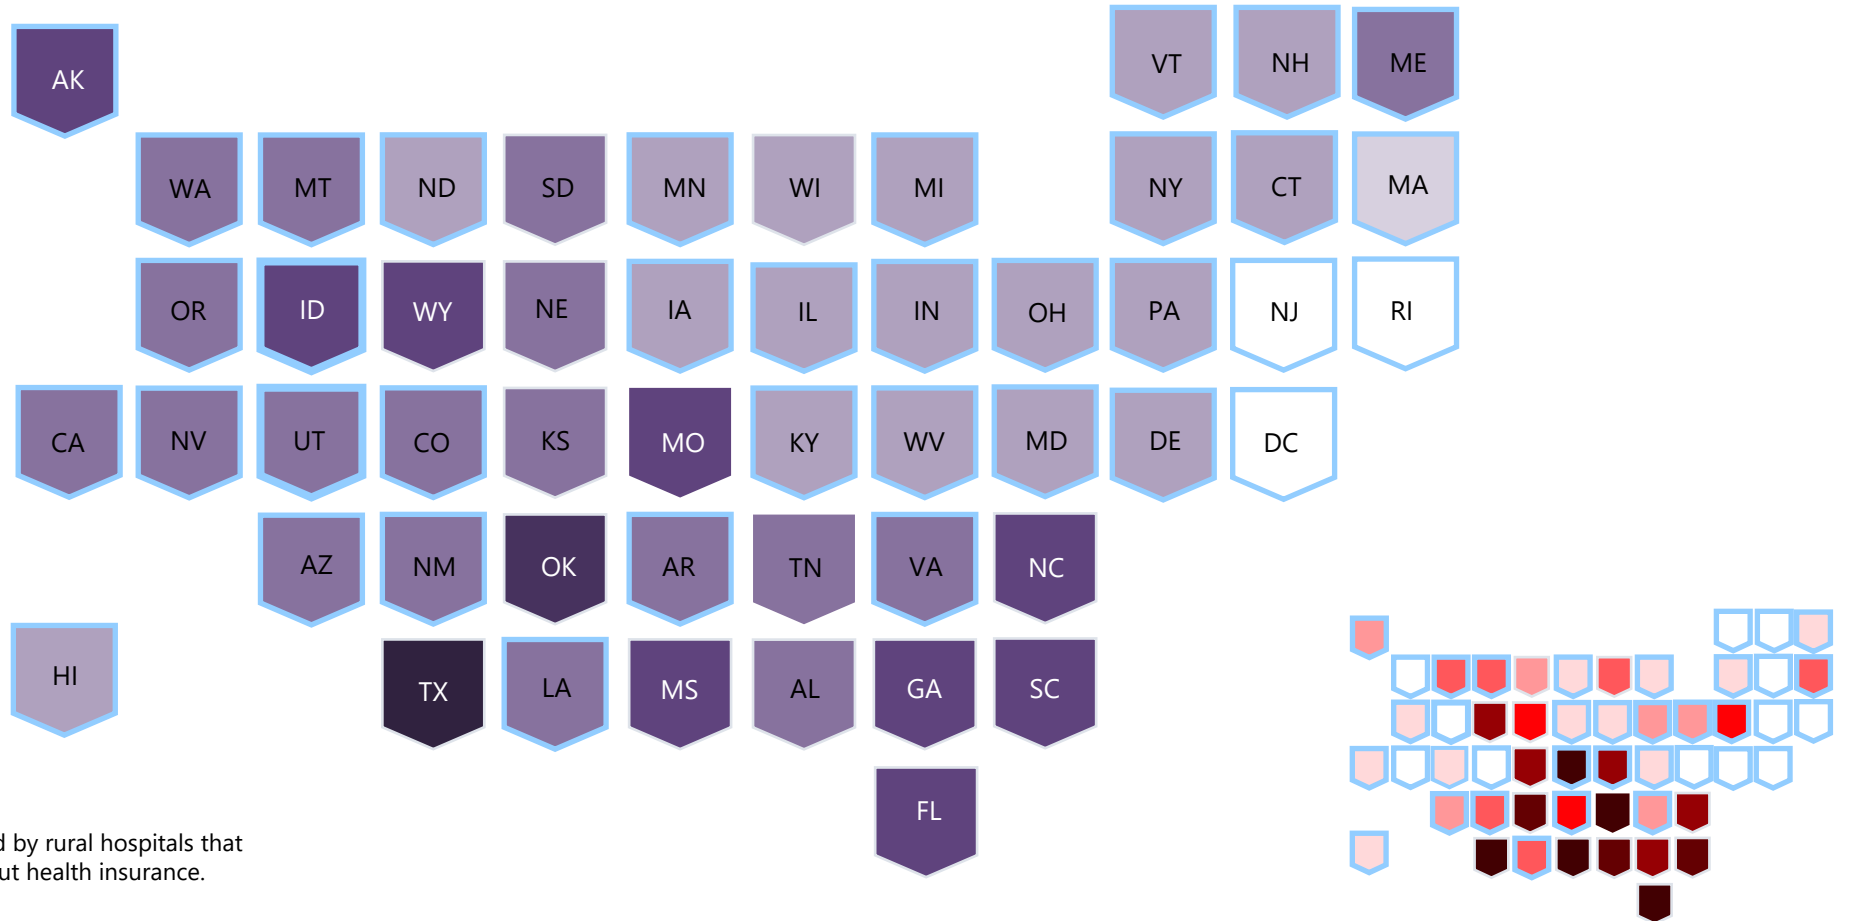 VT NH ME
AK
WA MT ND SD MN WI MI NY CT MA
OR ID WY NE IA IL IN OH PA NJ RI
CA NV UT CO KS MO KY WV MD DE DC
AZ NM OK AR TN VA NC
HI TX LA MS AL GA SC
FL
by rural hospitals that
health insurance.